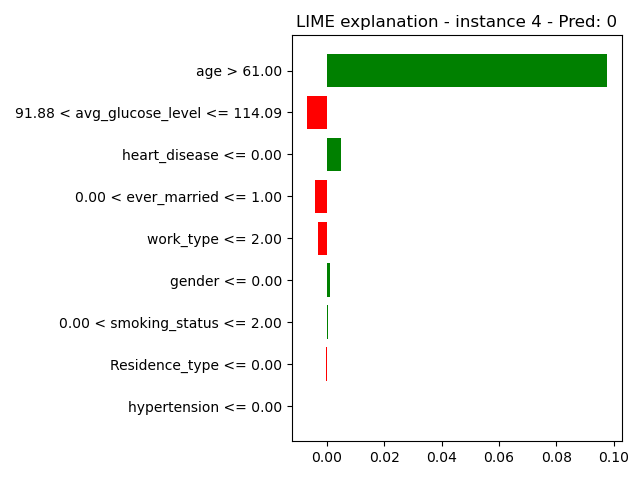 LIME explanation - instance 4 - Pred: 0
age > 61.00
91.88 < avg_glucose_level <= 114.09
heart_disease <= 0.00
0.00 < ever_married <= 1.00
work_type <= 2.00
gender <= 0.00
0.00 < smoking_status <= 2.00
Residence_type <= 0.00
hypertension <= 0.00
0.00 0.02 0.04 0.06 0.08 0.10